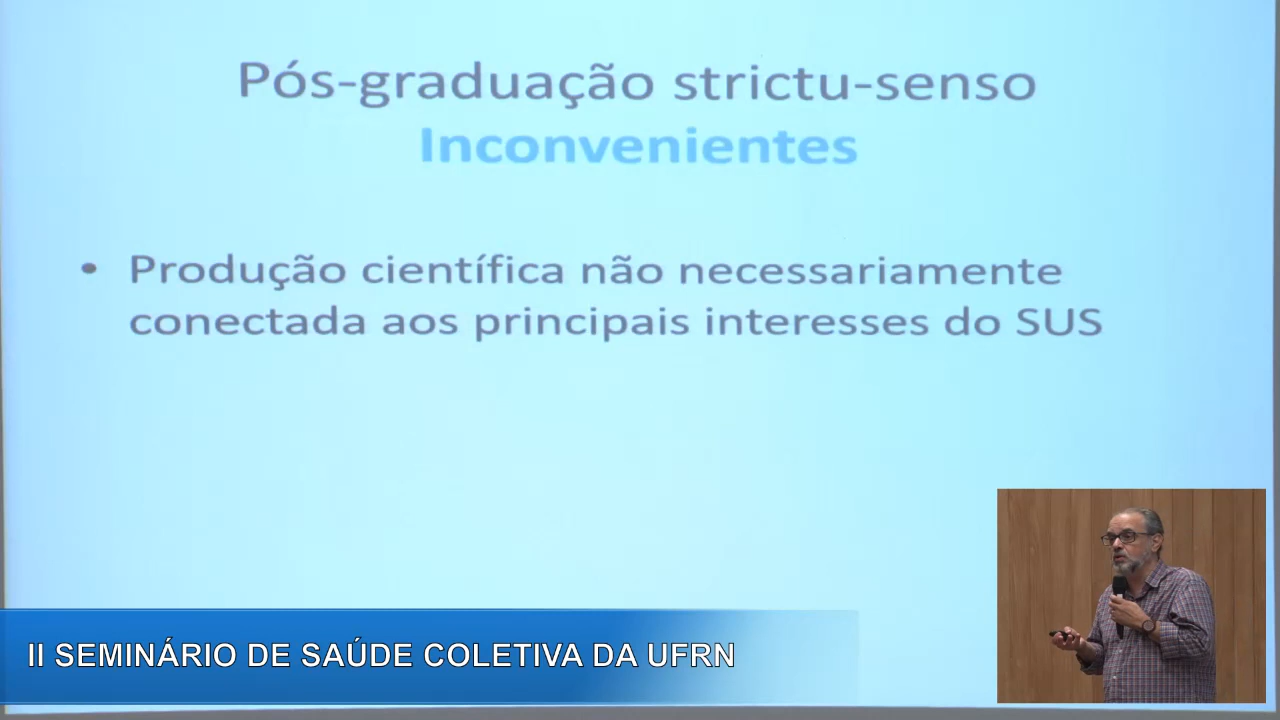 Pós-graduação strictu-senso
Inconvenientes
• Produção científica não necessariamente
conectada aos principais interesses do SUS
II SEMINÁRIO DE SAÚDE COLETIVA DA UFRN